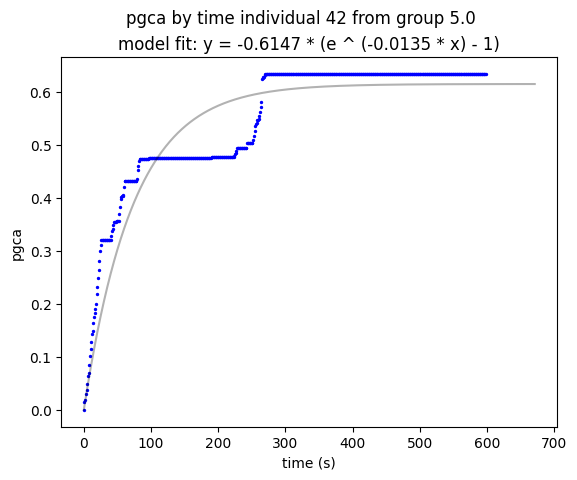 pgca by time individual 42 from group 5.0
model fit: y = -0.6147 * (e ^ (-0.0135 * x) - 1)
0.6
0.5
0.4
0.3
0.2
0.1
0.0
pgca
0 100 200 300 400 500 600 700
time (s)